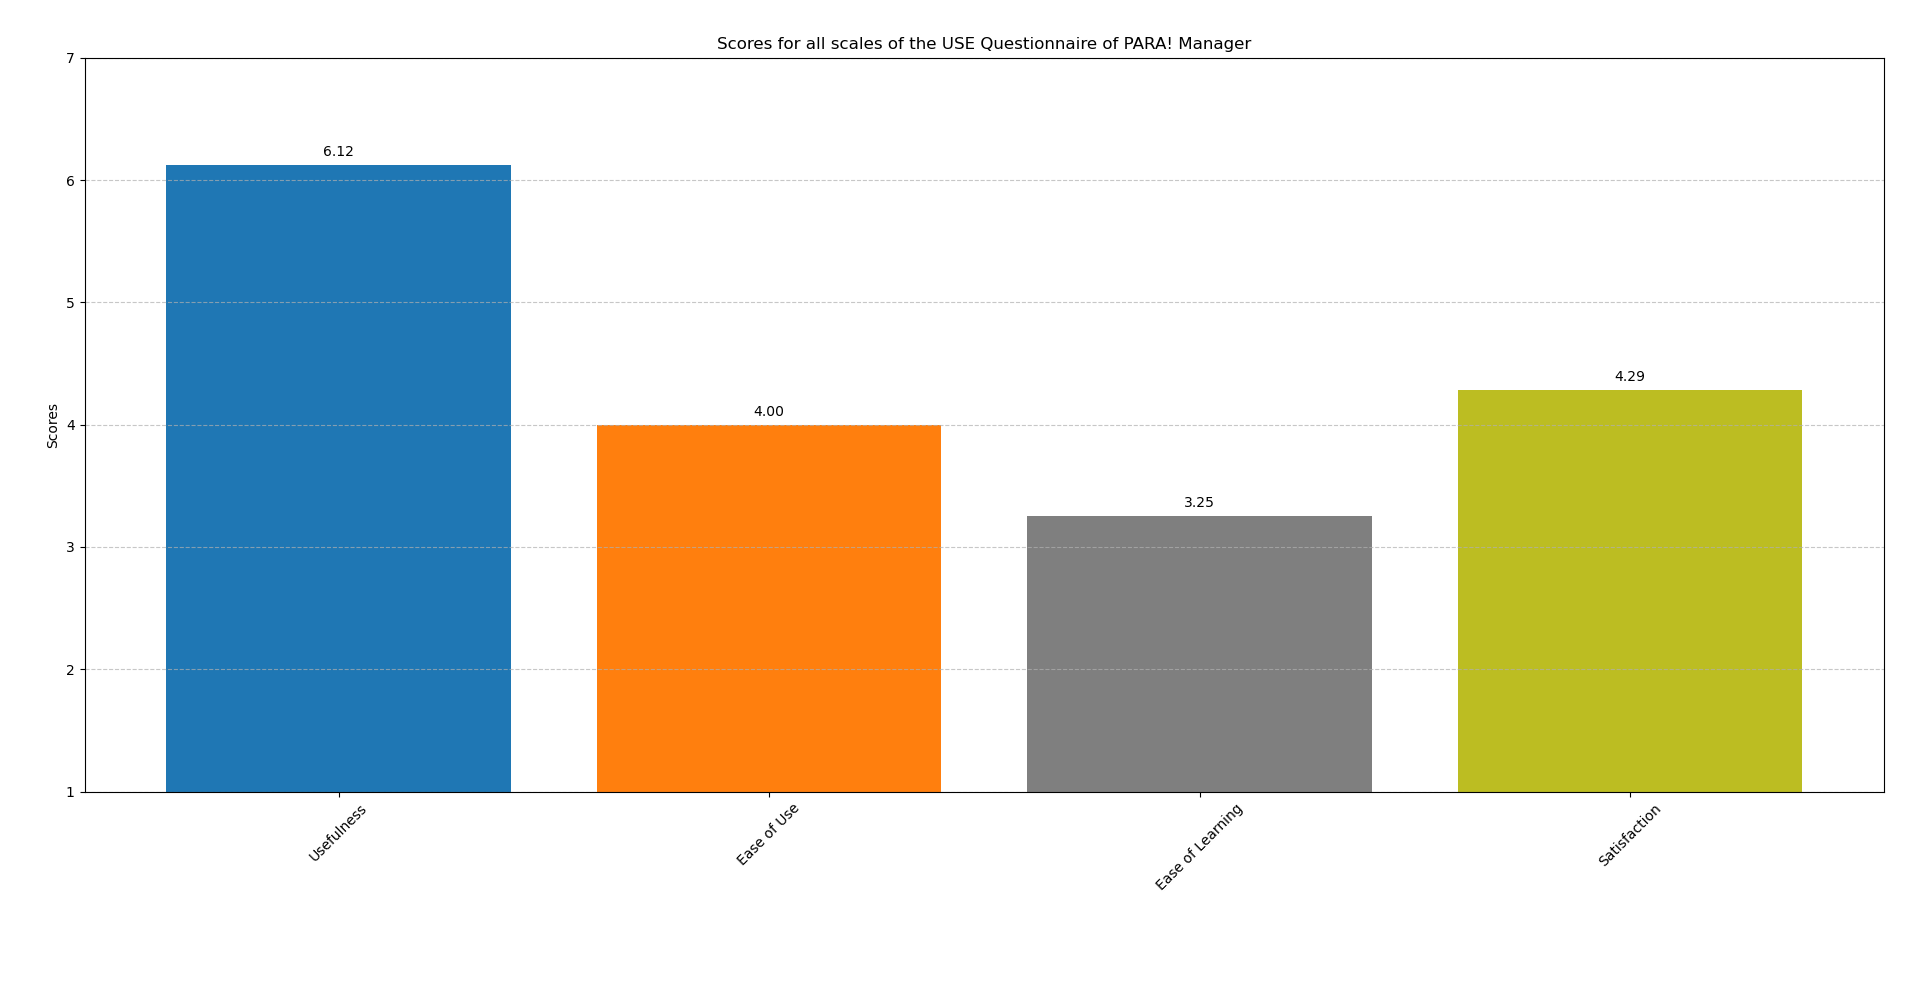 Scores for all scales of the USE Questionnaire of PARA! Manager
7
6
5
4
3
2
1
Scores
6.12
4.00
3.25
4.29
Usefulness
Ease of Use
Ease of Learning
Satisfaction